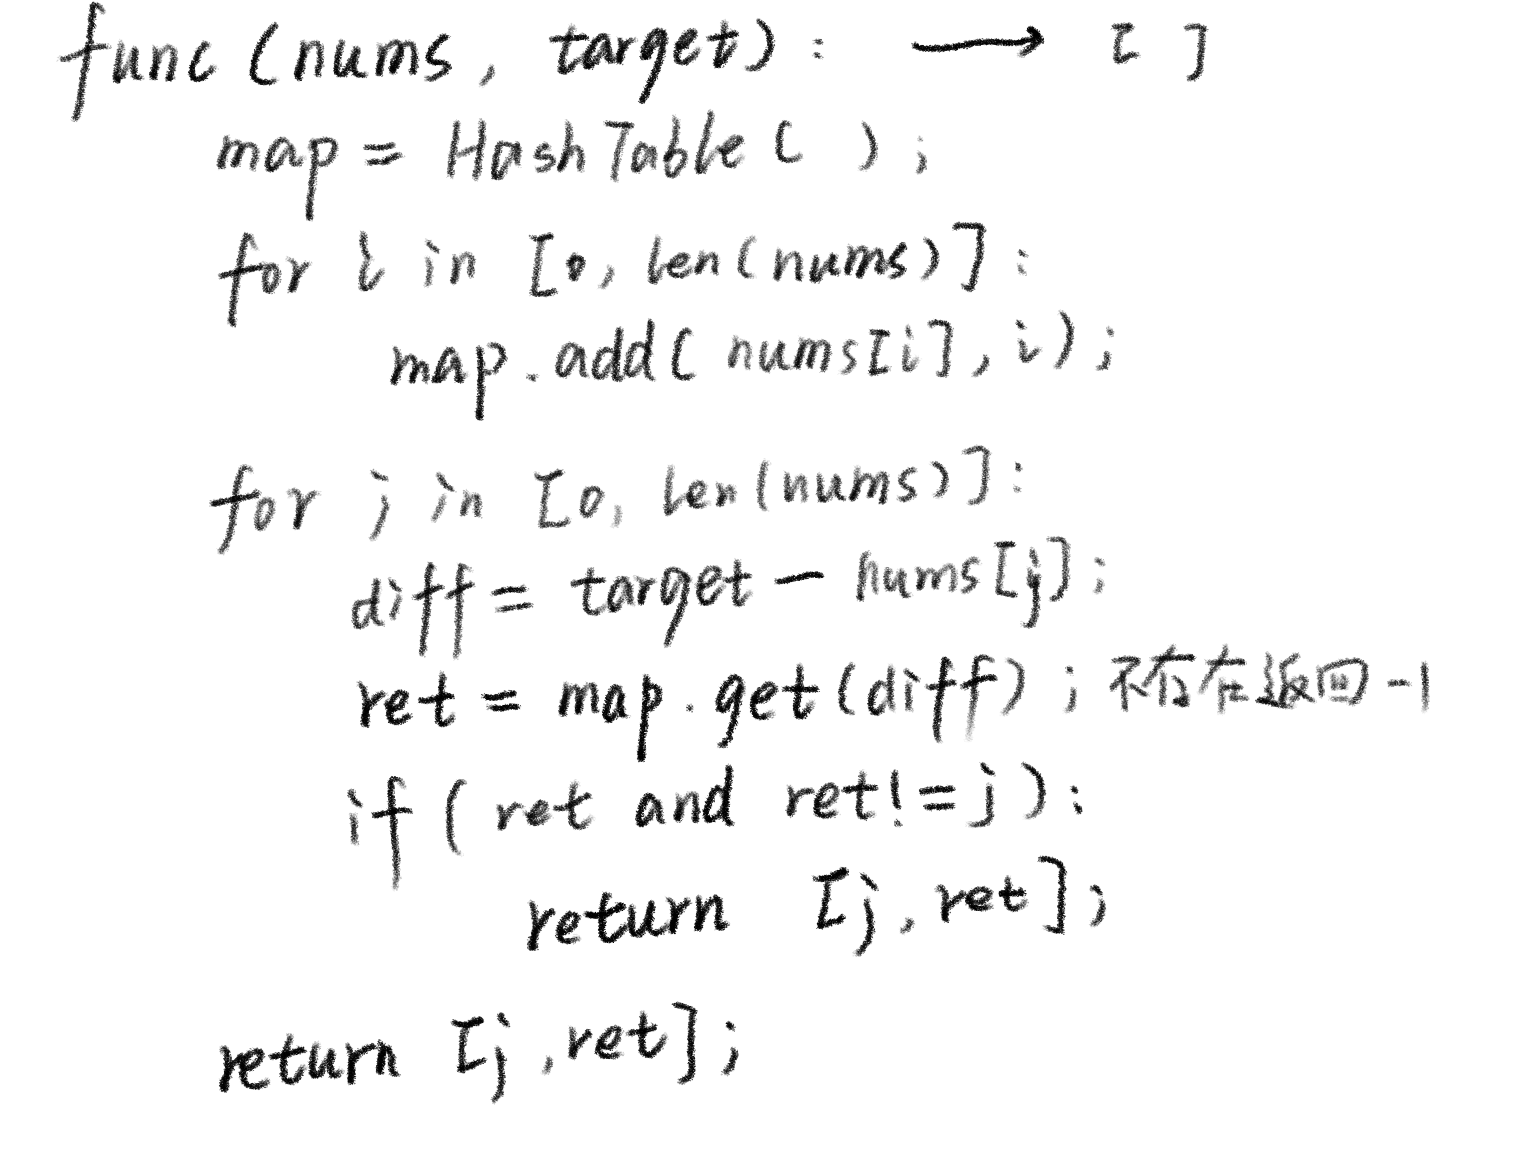 func(nums, target): → [ ]
map = HashTable( );
for i in [0, len(nums)]:
map.add(nums[i], i);
for j in [0, len(nums)]:
diff = target - nums[j];
ret = map.get(diff); 不存在返回-1
if (ret and ret!=j):
return [j, ret];
return [j, ret];